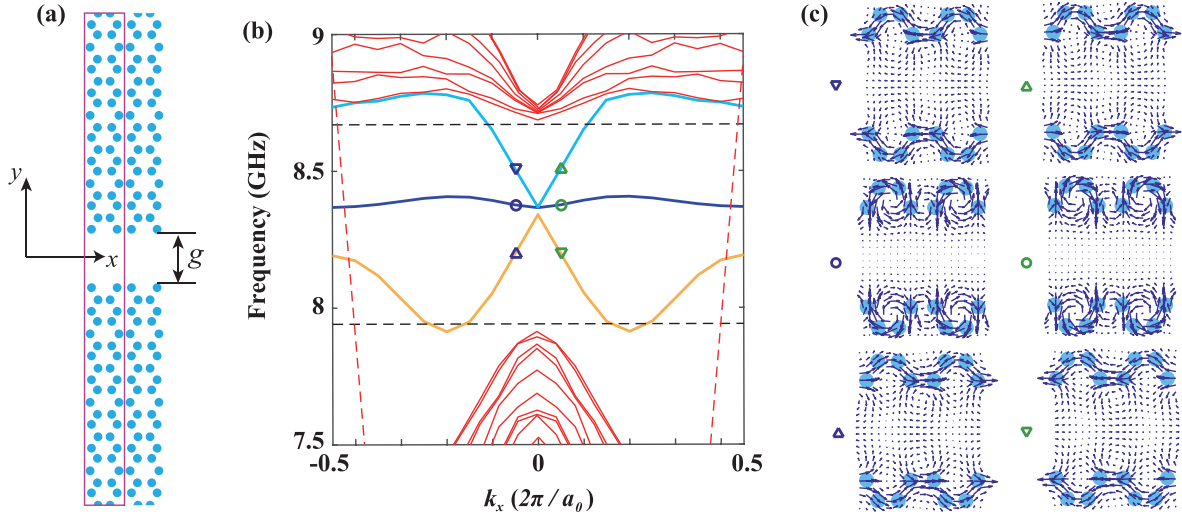 (a)
y
x
g
(b)
Frequency (GHz)
9
8.5
8
7.5
-0.5
0
0.5
k_x (2π / a_0)
(c)